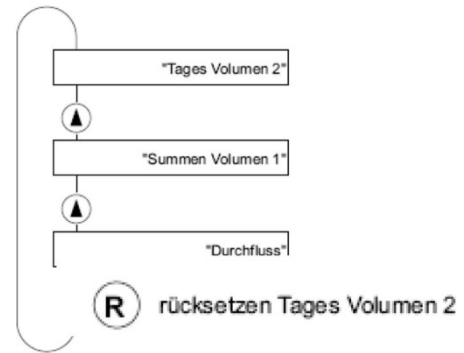 "Tages Volumen 2"
"Summen Volumen 1"
"Durchfluss"
R rücksetzen Tages Volumen 2